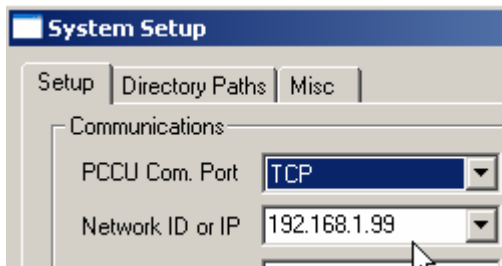 System Setup
Setup Directory Paths Misc
Communications
PCCU Com. Port TCP
Network ID or IP 192.168.1.99